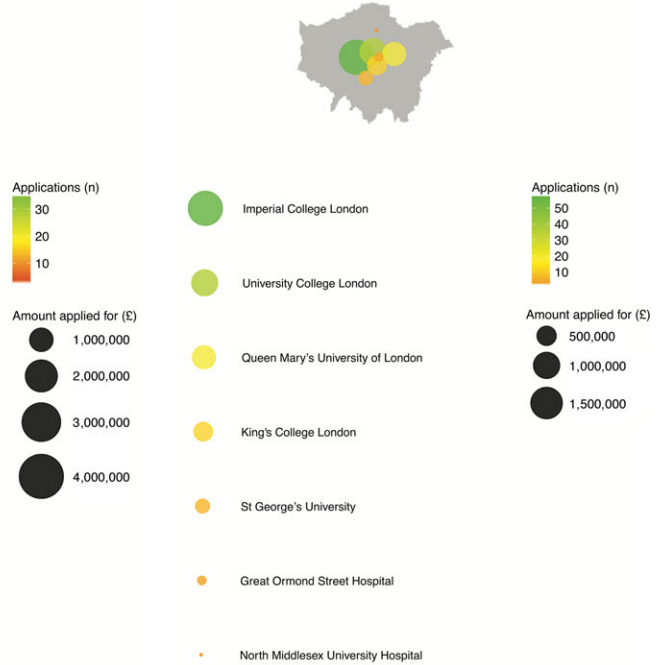 Applications (n)
30
20
10
Amount applied for (£)
1,000,000
2,000,000
3,000,000
4,000,000
Imperial College London
University College London
Queen Mary's University of London
King's College London
St George's University
Great Ormond Street Hospital
North Middlesex University Hospital
Applications (n)
50
40
30
20
10
Amount applied for (£)
500,000
1,000,000
1,500,000